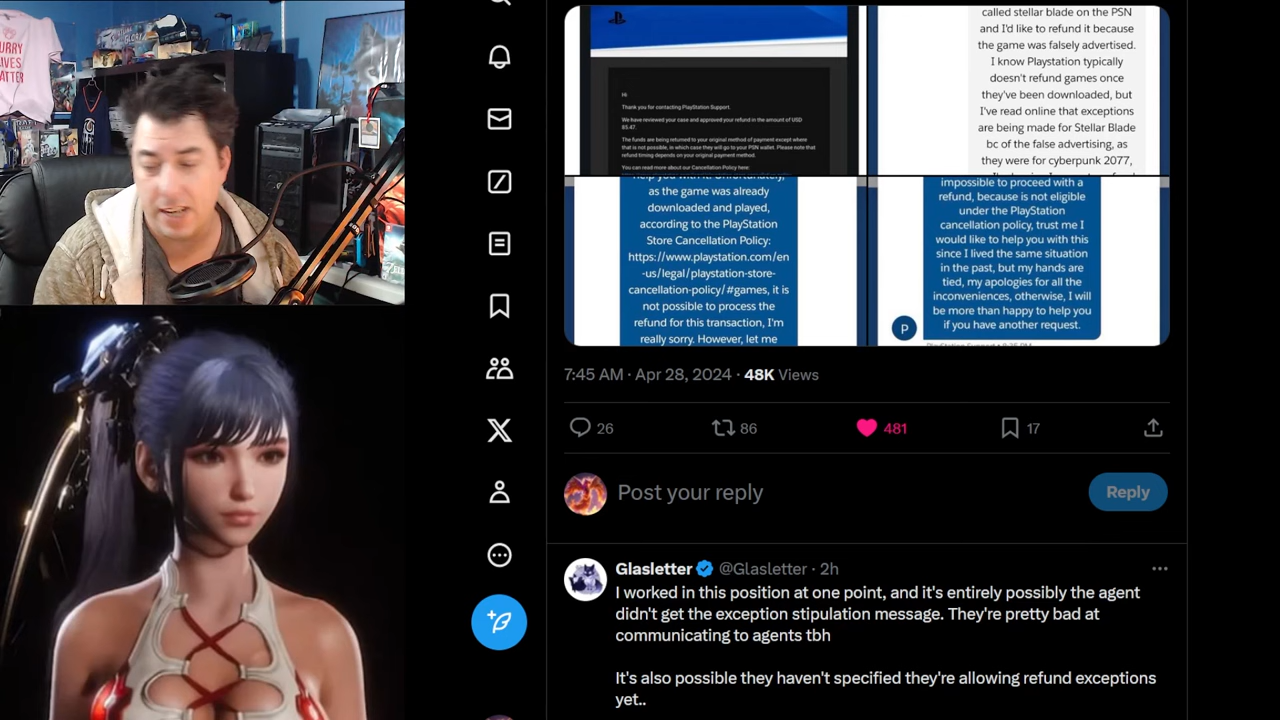 called stellar blade on the PSN
and I'd like to refund it because
the game was falsely advertised.
I know Playstation typically
doesn't refund games once
they've been downloaded, but
I've read online that exceptions
are being made for Stellar Blade
bc of the false advertising, as
they were for cyberpunk 2077,
Hi
Thank you for contacting PlayStation Support.
We have reviewed your case and approved your refund in the amount of USD
The funds are being returned to your original method of payment except where
that is not possible, in which case they will go to your PSN wallet. Please note that
refund timing depends on your original payment method.
You can read more about our Cancellation Policy here:
help you with it. Unfortunately,
as the game was already
downloaded and played,
according to the PlayStation
Store Cancellation Policy:
https://www.playstation.com/en
-us/legal/playstation-store-
cancellation-policy/#games, it is
not possible to process the
refund for this transaction, I'm
really sorry. However, let me
impossible to proceed with a
refund, because is not eligible
under the PlayStation
cancellation policy, trust me I
would like to help you with this
since I lived the same situation
in the past, but my hands are
tied, my apologies for all the
inconveniences, otherwise, I will
be more than happy to help you
if you have another request.
P
7:45 AM · Apr 28, 2024 · 48K Views
26 86 481 17
Post your reply
Reply
Glasletter @Glasletter · 2h
I worked in this position at one point, and it's entirely possibly the agent
didn't get the exception stipulation message. They're pretty bad at
communicating to agents tbh
It's also possible they haven't specified they're allowing refund exceptions
yet..